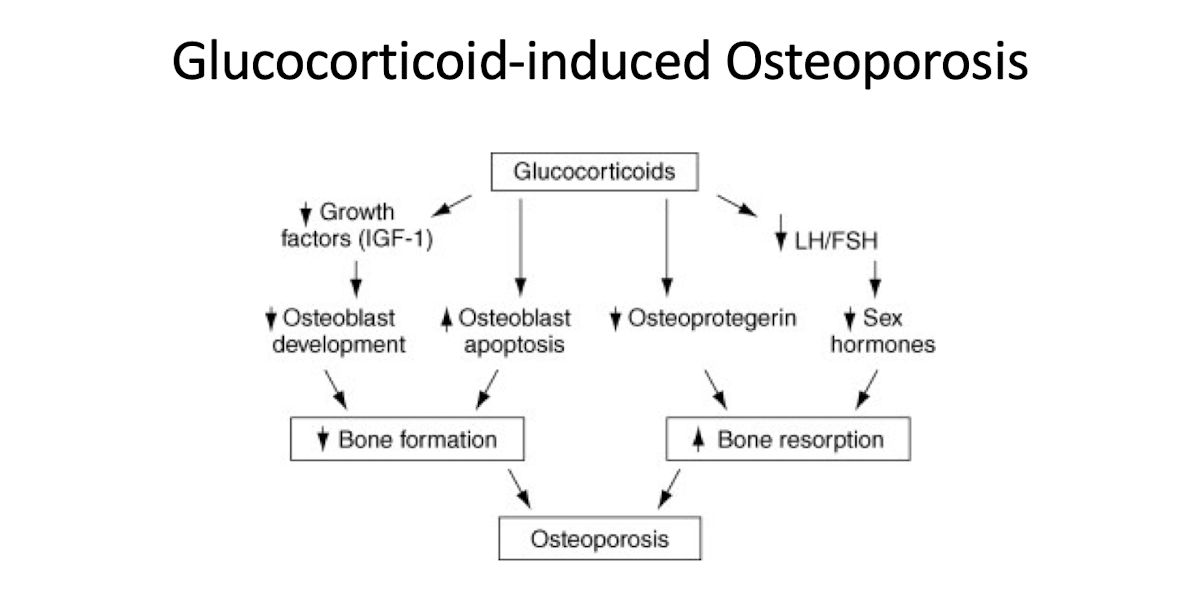 Glucocorticoid-induced Osteoporosis
Glucocorticoids
Growth
factors (IGF-1)
LH/FSH
Osteoblast
development
Osteoblast
apoptosis
Osteoprotegerin
Sex
hormones
Bone formation
Bone resorption
Osteoporosis